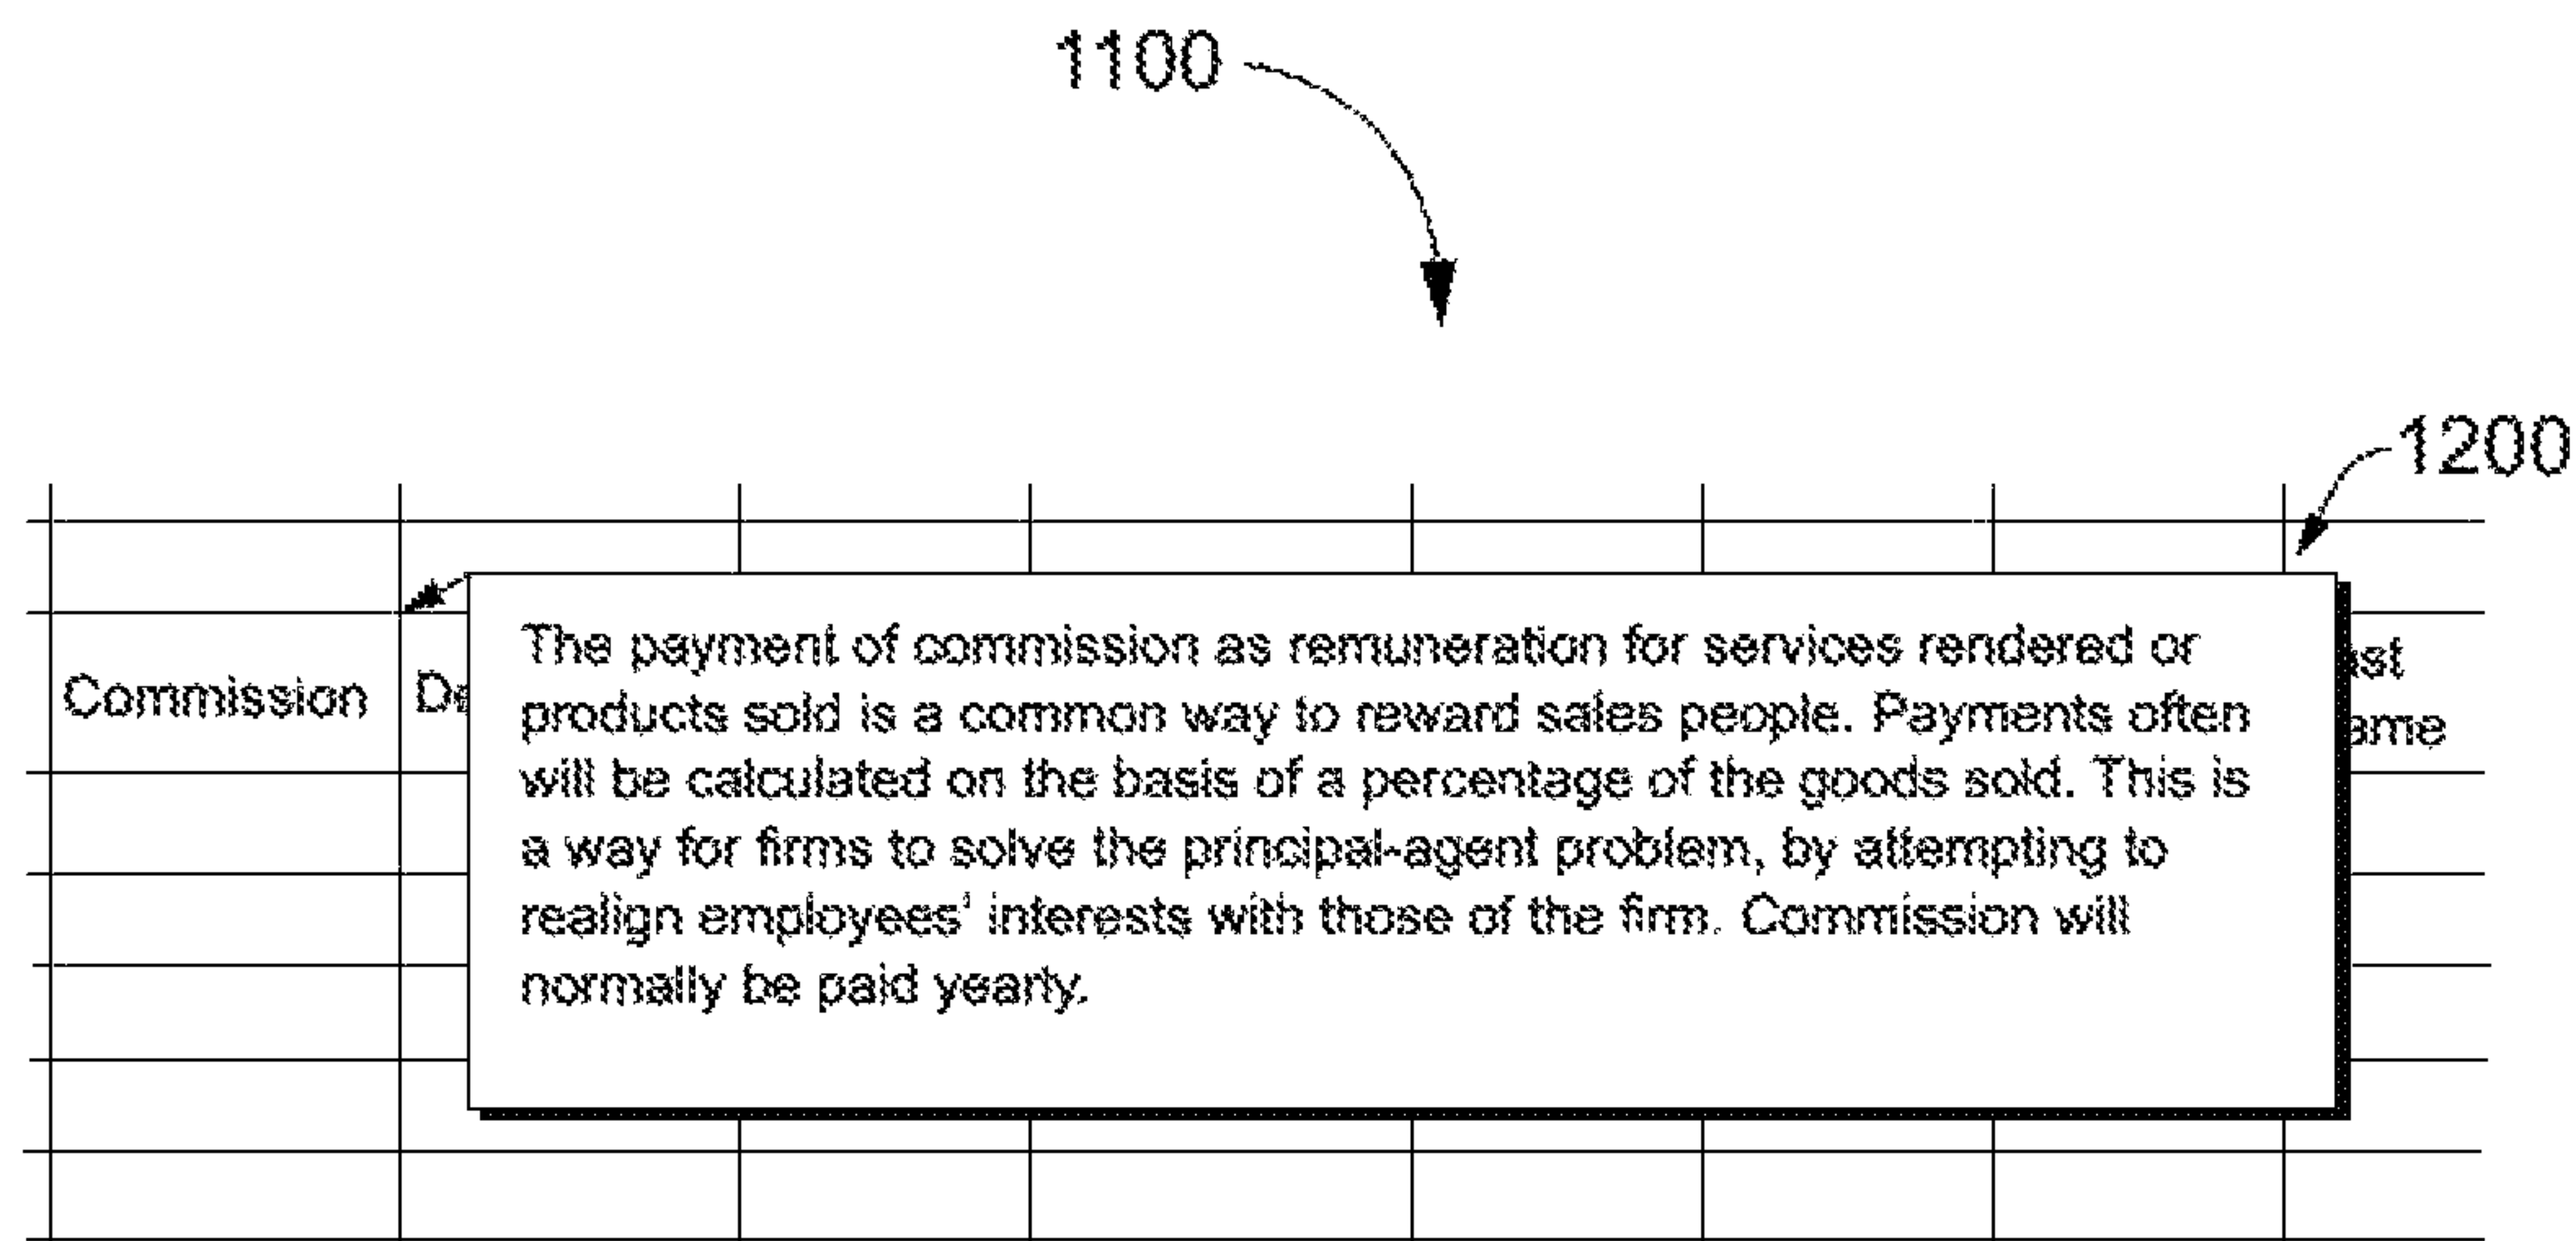 1100
1200
Commission
The payment of commission as remuneration for services rendered or
products sold is a common way to reward sales people. Payments often
will be calculated on the basis of a percentage of the goods sold. This is
a way for firms to solve the principal-agent problem, by attempting to
realign employees' interests with those of the firm. Commission will
normally be paid yearly.